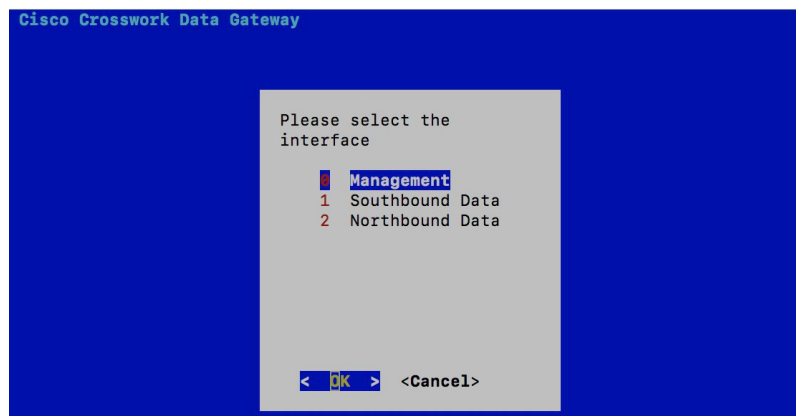 Cisco Crosswork Data Gateway
Please select the
interface
0 Management
1 Southbound Data
2 Northbound Data
< OK > <Cancel>